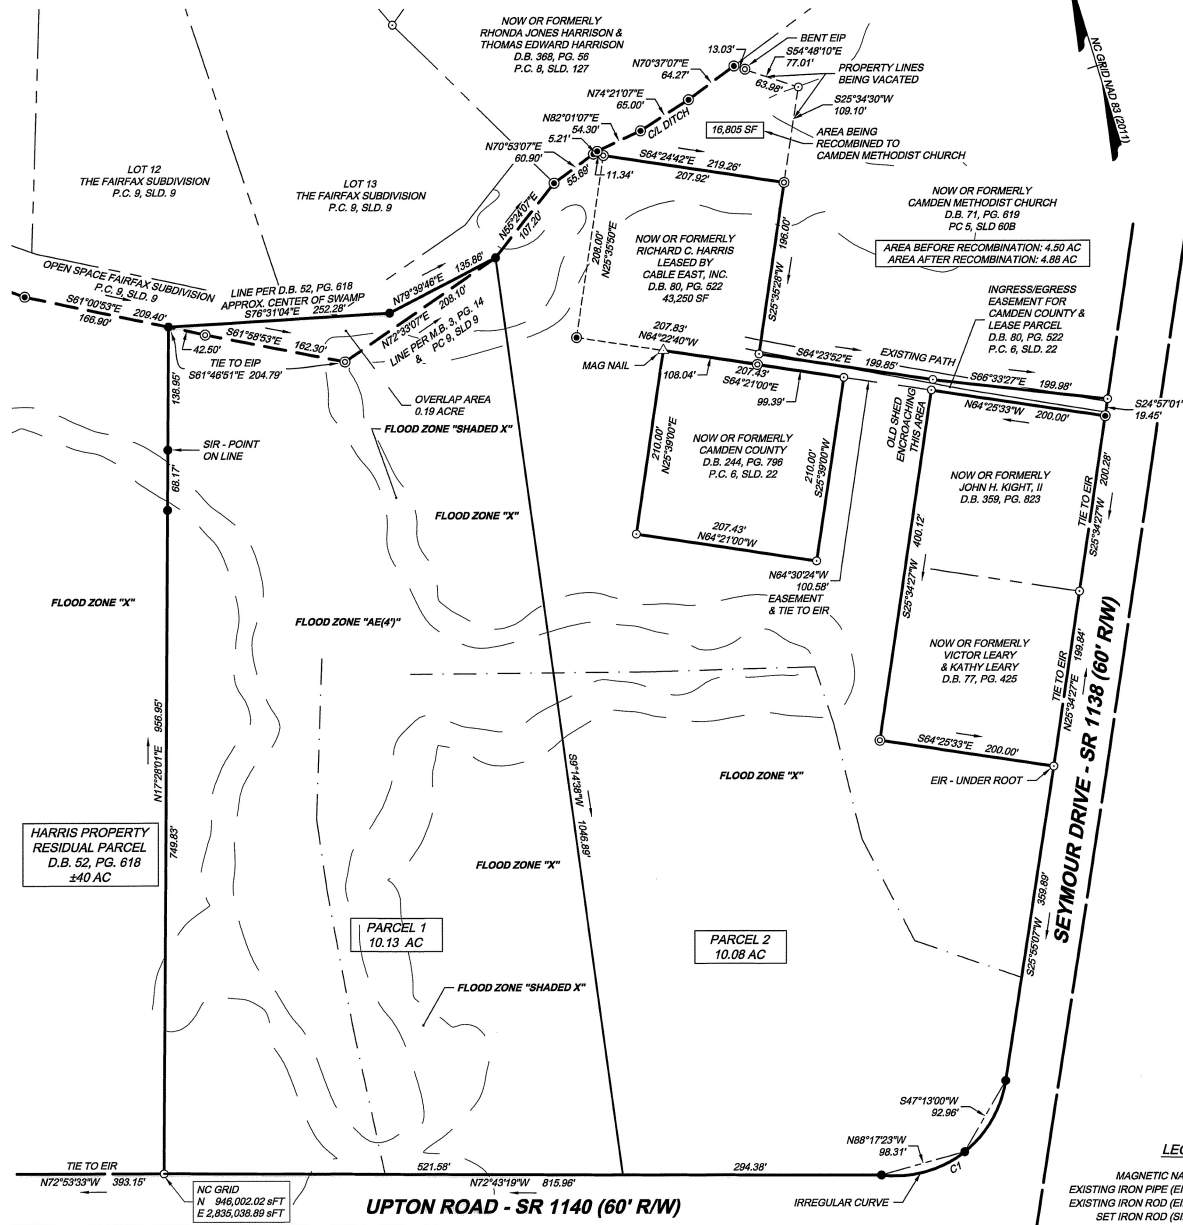 NOW OR FORMERLY
RHONDA JONES HARRISON &
THOMAS EDWARD HARRISON
D.B. 368, PG. 56
P.C. 8, SLD. 127
13.03'
BENT EIP
S54°48'10"E
77.01'
63.98'
PROPERTY LINES
BEING VACATED
NC GRID NAD 83 (2011)
N70°37'07"E
64.27'
N74°21'07"E
65.00'
S25°34'30"W
109.10'
N82°01'07"E
54.30'
5.21'
C/L DITCH
16,805 SF
AREA BEING
RECOMBINED TO
CAMDEN METHODIST CHURCH
N70°53'07"E
60.90'
55.69'
11.34'
S64°24'42"E 219.26'
207.92'
LOT 12
THE FAIRFAX SUBDIVISION
P.C. 9, SLD. 9
LOT 13
THE FAIRFAX SUBDIVISION
P.C. 9, SLD. 9
N55°24'07"E
107.20'
208.00'
N25°35'50"E
196.00'
S25°35'28"W
NOW OR FORMERLY
RICHARD C. HARRIS
LEASED BY
CABLE EAST, INC.
D.B. 80, PG. 522
43,250 SF
NOW OR FORMERLY
CAMDEN METHODIST CHURCH
D.B. 71, PG. 619
PC 5, SLD 60B
AREA BEFORE RECOMBINATION: 4.50 AC
AREA AFTER RECOMBINATION: 4.88 AC
OPEN SPACE FAIRFAX SUBDIVISION
P.C. 9, SLD. 9
LINE PER D.B. 52, PG. 618
APPROX. CENTER OF SWAMP
S76°31'04"E 252.28'
N79°39'46"E 135.86'
N72°33'07"E 208.10'
LINE PER M.B. 3, PG. 14
& PC 9, SLD 9
S61°00'53"E 209.40'
166.90'
42.50'
S61°58'53"E 162.30'
TIE TO EIP
S61°46'51"E 204.79'
INGRESS/EGRESS
EASEMENT FOR
CAMDEN COUNTY &
LEASE PARCEL
D.B. 80, PG. 522
P.C. 6, SLD. 22
207.83'
N64°22'40"W
MAG NAIL
108.04'
207.43'
S64°21'00"E
99.39'
S64°23'52"E
199.85'
EXISTING PATH
S66°33'27"E 199.98'
N64°25'33"W 200.00'
S24°57'01"
19.45'
138.95'
68.17'
SIR - POINT
ON LINE
OVERLAP AREA
0.19 ACRE
FLOOD ZONE "SHADED X"
FLOOD ZONE "X"
210.00'
N25°39'00"E
NOW OR FORMERLY
CAMDEN COUNTY
D.B. 244, PG. 796
P.C. 6, SLD. 22
210.00'
S25°39'00"W
207.43'
N64°21'00"W
OLD SHED
ENCROACHING
THIS AREA
NOW OR FORMERLY
JOHN H. KIGHT, II
D.B. 359, PG. 823
TIE TO EIR
S25°34'27"W 200.28'
S25°34'27"W 400.12'
N64°30'24"W
100.58'
EASEMENT
& TIE TO EIR
FLOOD ZONE "X"
FLOOD ZONE "AE(4')"
NOW OR FORMERLY
VICTOR LEARY
& KATHY LEARY
D.B. 77, PG. 425
TIE TO EIR
N25°34'27"E 199.84'
S64°25'33"E 200.00'
EIR - UNDER ROOT
N17°28'01"E 956.95'
749.83'
S9°14'38"W 1046.89'
FLOOD ZONE "X"
FLOOD ZONE "X"
SEYMOUR DRIVE - SR 1138 (60' R/W)
HARRIS PROPERTY
RESIDUAL PARCEL
D.B. 52, PG. 618
±40 AC
S25°55'07"W 359.89'
PARCEL 1
10.13 AC
PARCEL 2
10.08 AC
FLOOD ZONE "SHADED X"
S47°13'00"W
92.96'
N88°17'23"W
98.31'
C1
IRREGULAR CURVE
TIE TO EIR
N72°53'33"W 393.15'
521.58'
294.38'
N72°43'19"W 815.96'
NC GRID
N 946,002.02 sFT
E 2,835,038.89 sFT
UPTON ROAD - SR 1140 (60' R/W)
LEG
MAGNETIC NA
EXISTING IRON PIPE (EI
EXISTING IRON ROD (EI
SET IRON ROD (SI